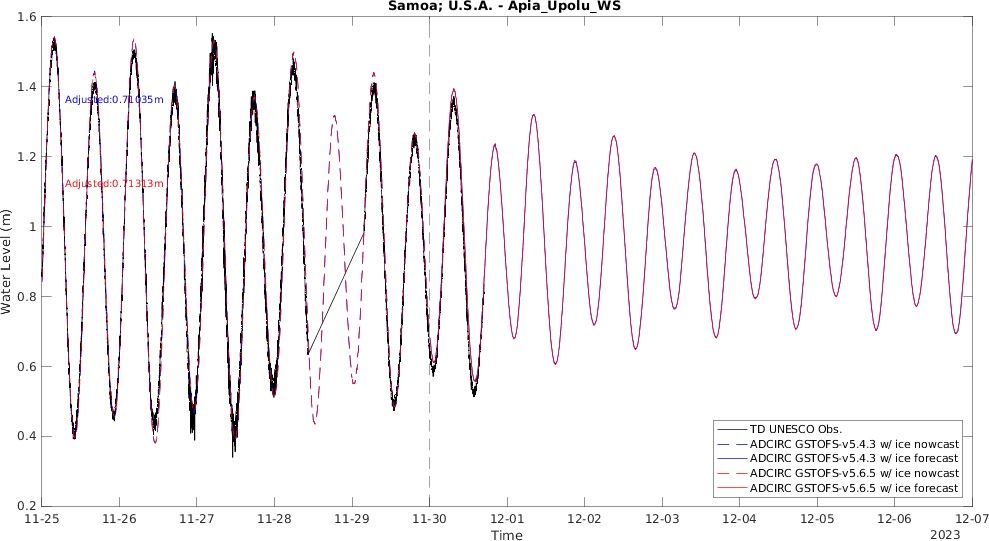 Samoa; U.S.A. - Apia_Upolu_WS
1.6
1.4
1.2
1
0.8
0.6
0.4
0.2
Water Level (m)
Adjusted:0.71035m
Adjusted:0.71313m
TD UNESCO Obs.
ADCIRC GSTOFS-v5.4.3 w/ ice nowcast
ADCIRC GSTOFS-v5.4.3 w/ ice forecast
ADCIRC GSTOFS-v5.6.5 w/ ice nowcast
ADCIRC GSTOFS-v5.6.5 w/ ice forecast
11-25 11-26 11-27 11-28 11-29 11-30 12-01 12-02 12-03 12-04 12-05 12-06 12-07
Time
2023